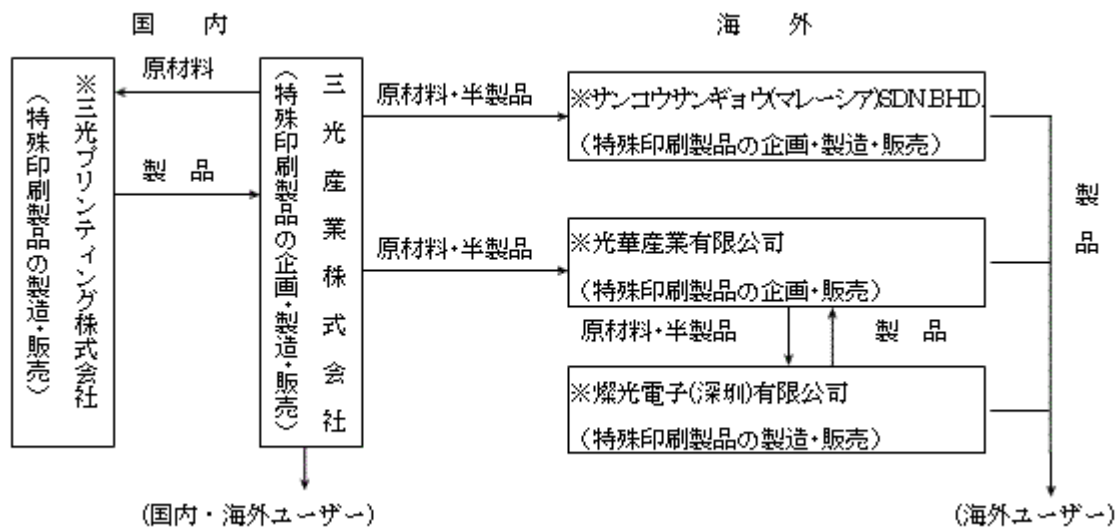 国 内
海 外
原材料
製 品
※三光プリンティング株式会社
(特殊印刷製品の製造・販売)
三光産業株式会社
(特殊印刷製品の企画・製造・販売)
原材料・半製品
※サンコウサンギョウ(マレーシア)SDN.BHD.
(特殊印刷製品の企画・製造・販売)
原材料・半製品
※光華産業有限公司
(特殊印刷製品の企画・販売)
原材料・半製品
製 品
※燦光電子(深圳)有限公司
(特殊印刷製品の製造・販売)
製品
(国内・海外ユーザー)
(海外ユーザー)